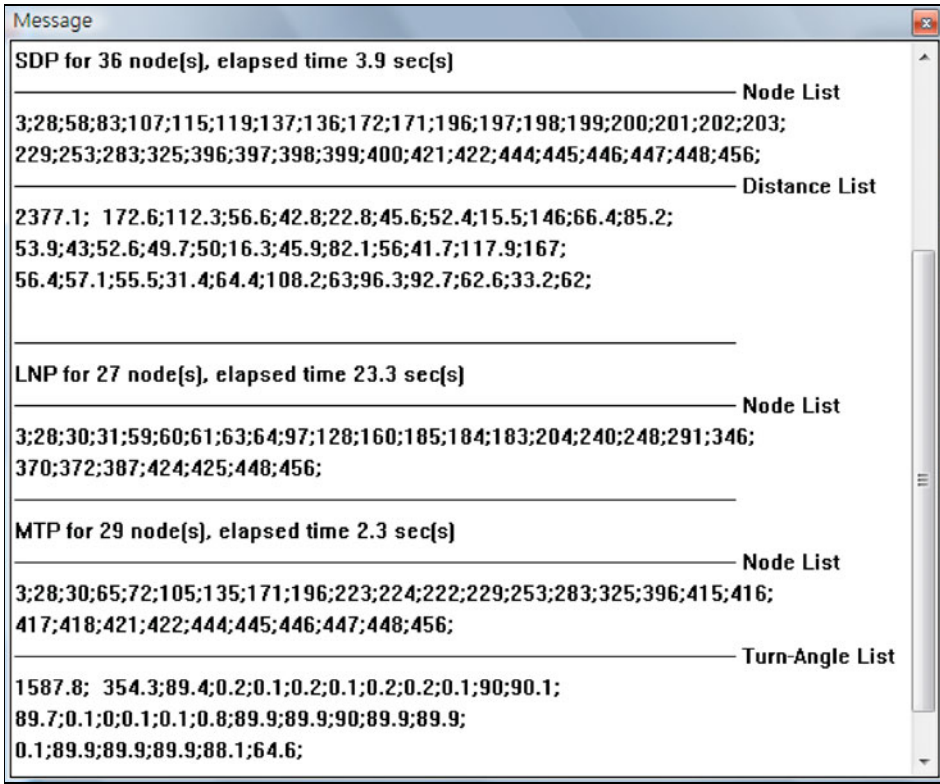 Message
SDP for 36 node(s), elapsed time 3.9 sec(s)
Node List
3;28;58;83;107;115;119;137;136;172;171;196;197;198;199;200;201;202;203;
229;253;283;325;396;397;398;399;400;421;422;444;445;446;447;448;456;
Distance List
2377.1;  172.6;112.3;56.6;42.8;22.8;45.6;52.4;15.5;146;66.4;85.2;
53.9;43;52.6;49.7;50;16.3;45.9;82.1;56;41.7;117.9;167;
56.4;57.1;55.5;31.4;64.4;108.2;63;96.3;92.7;62.6;33.2;62;
LNP for 27 node(s), elapsed time 23.3 sec(s)
Node List
3;28;30;31;59;60;61;63;64;97;128;160;185;184;183;204;240;248;291;346;
370;372;387;424;425;448;456;
MTP for 29 node(s), elapsed time 2.3 sec(s)
Node List
3;28;30;65;72;105;135;171;196;223;224;222;229;253;283;325;396;415;416;
417;418;421;422;444;445;446;447;448;456;
Turn-Angle List
1587.8;  354.3;89.4;0.2;0.1;0.2;0.1;0.2;0.2;0.1;90;90.1;
89.7;0.1;0;0.1;0.1;0.8;89.9;89.9;90;89.9;89.9;
0.1;89.9;89.9;89.9;88.1;64.6;